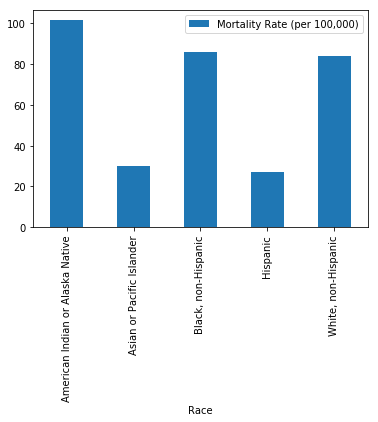 Mortality Rate (per 100,000)
100
80
60
40
20
0
American Indian or Alaska Native
Asian or Pacific Islander
Black, non-Hispanic
Hispanic
White, non-Hispanic
Race